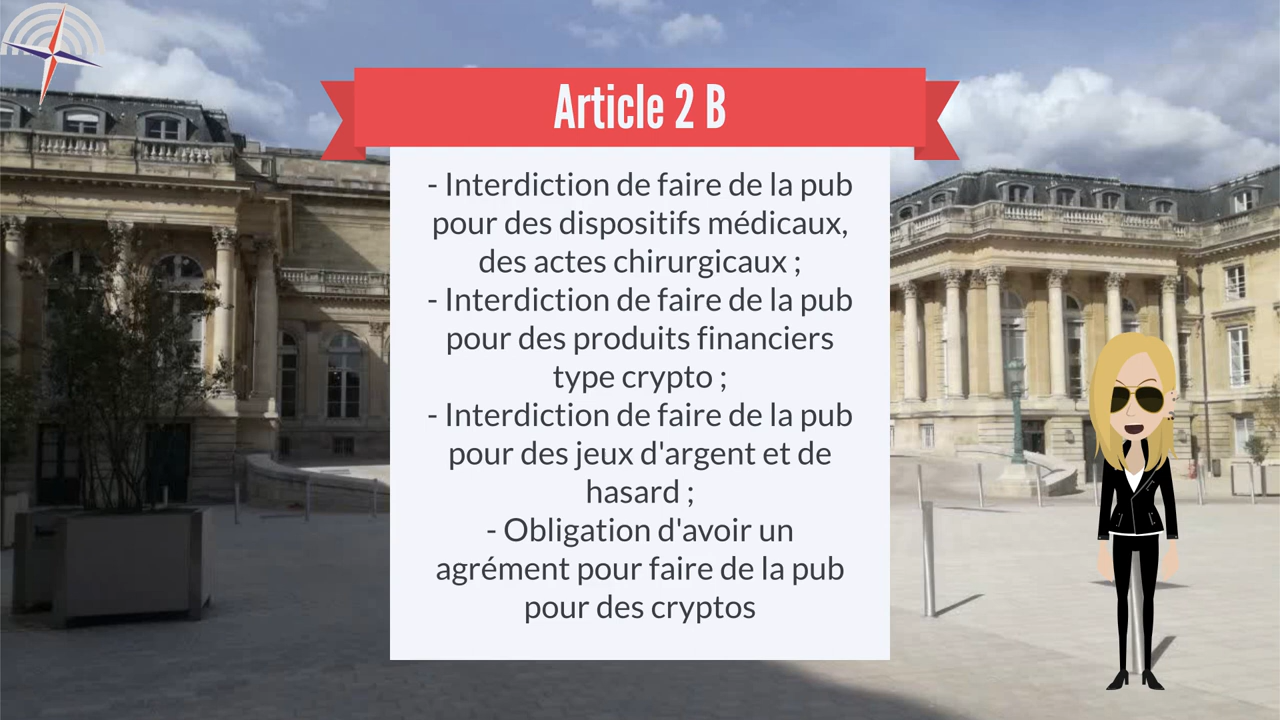 Article 2 B
- Interdiction de faire de la pub
pour des dispositifs médicaux,
des actes chirurgicaux ;
- Interdiction de faire de la pub
pour des produits financiers
type crypto ;
- Interdiction de faire de la pub
pour des jeux d'argent et de
hasard ;
- Obligation d'avoir un
agrément pour faire de la pub
pour des cryptos